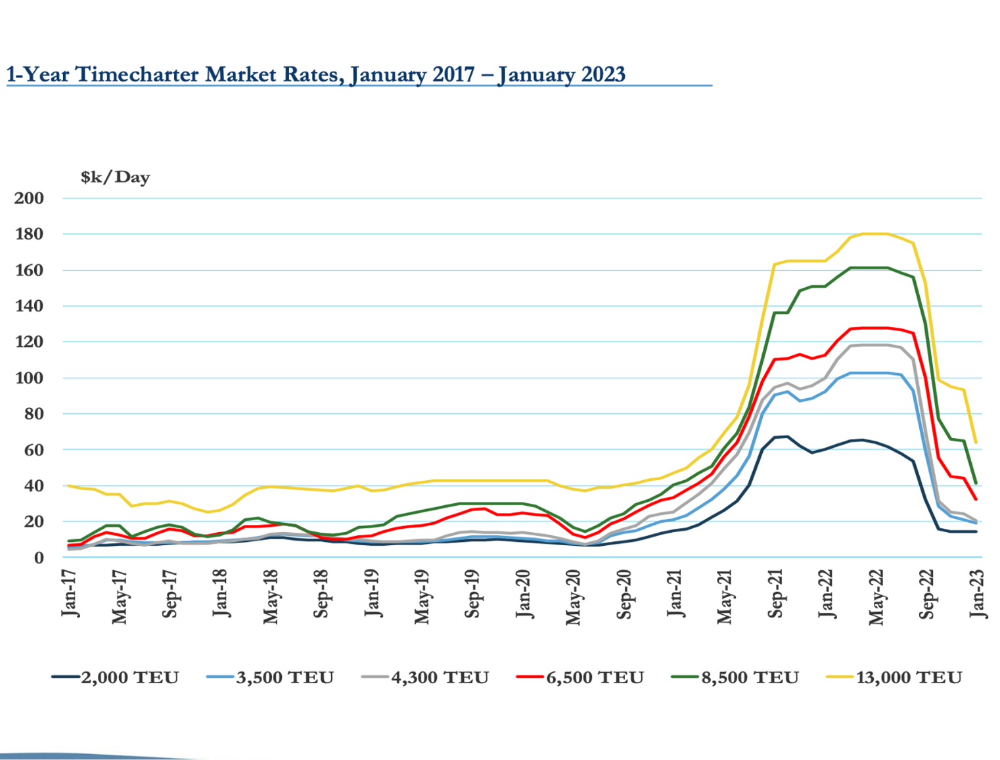 1-Year Timecharter Market Rates, January 2017 – January 2023
$k/Day
200
180
160
140
120
100
80
60
40
20
0
Jan-17
May-17
Sep-17
Jan-18
May-18
Sep-18
Jan-19
May-19
Sep-19
Jan-20
May-20
Sep-20
Jan-21
May-21
Sep-21
Jan-22
May-22
Sep-22
Jan-23
2,000 TEU
3,500 TEU
4,300 TEU
6,500 TEU
8,500 TEU
13,000 TEU